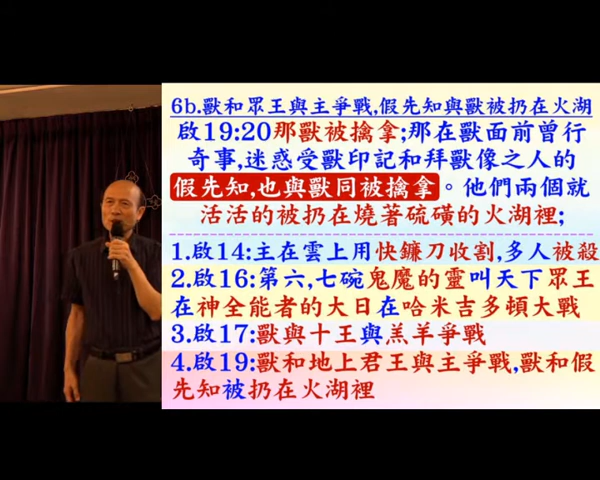 6b.獸和眾王與主爭戰,假先知與獸被扔在火湖
啟19:20那獸被擒拿;那在獸面前曾行
奇事,迷惑受獸印記和拜獸像之人的
假先知,也與獸同被擒拿。他們兩個就
活活的被扔在燒著硫磺的火湖裡;
1.啟14:主在雲上用快鐮刀收割,多人被殺
2.啟16:第六,七碗鬼魔的靈叫天下眾王
在神全能者的大日在哈米吉多頓大戰
3.啟17:獸與十王與羔羊爭戰
4.啟19:獸和地上君王與主爭戰,獸和假
先知被扔在火湖裡